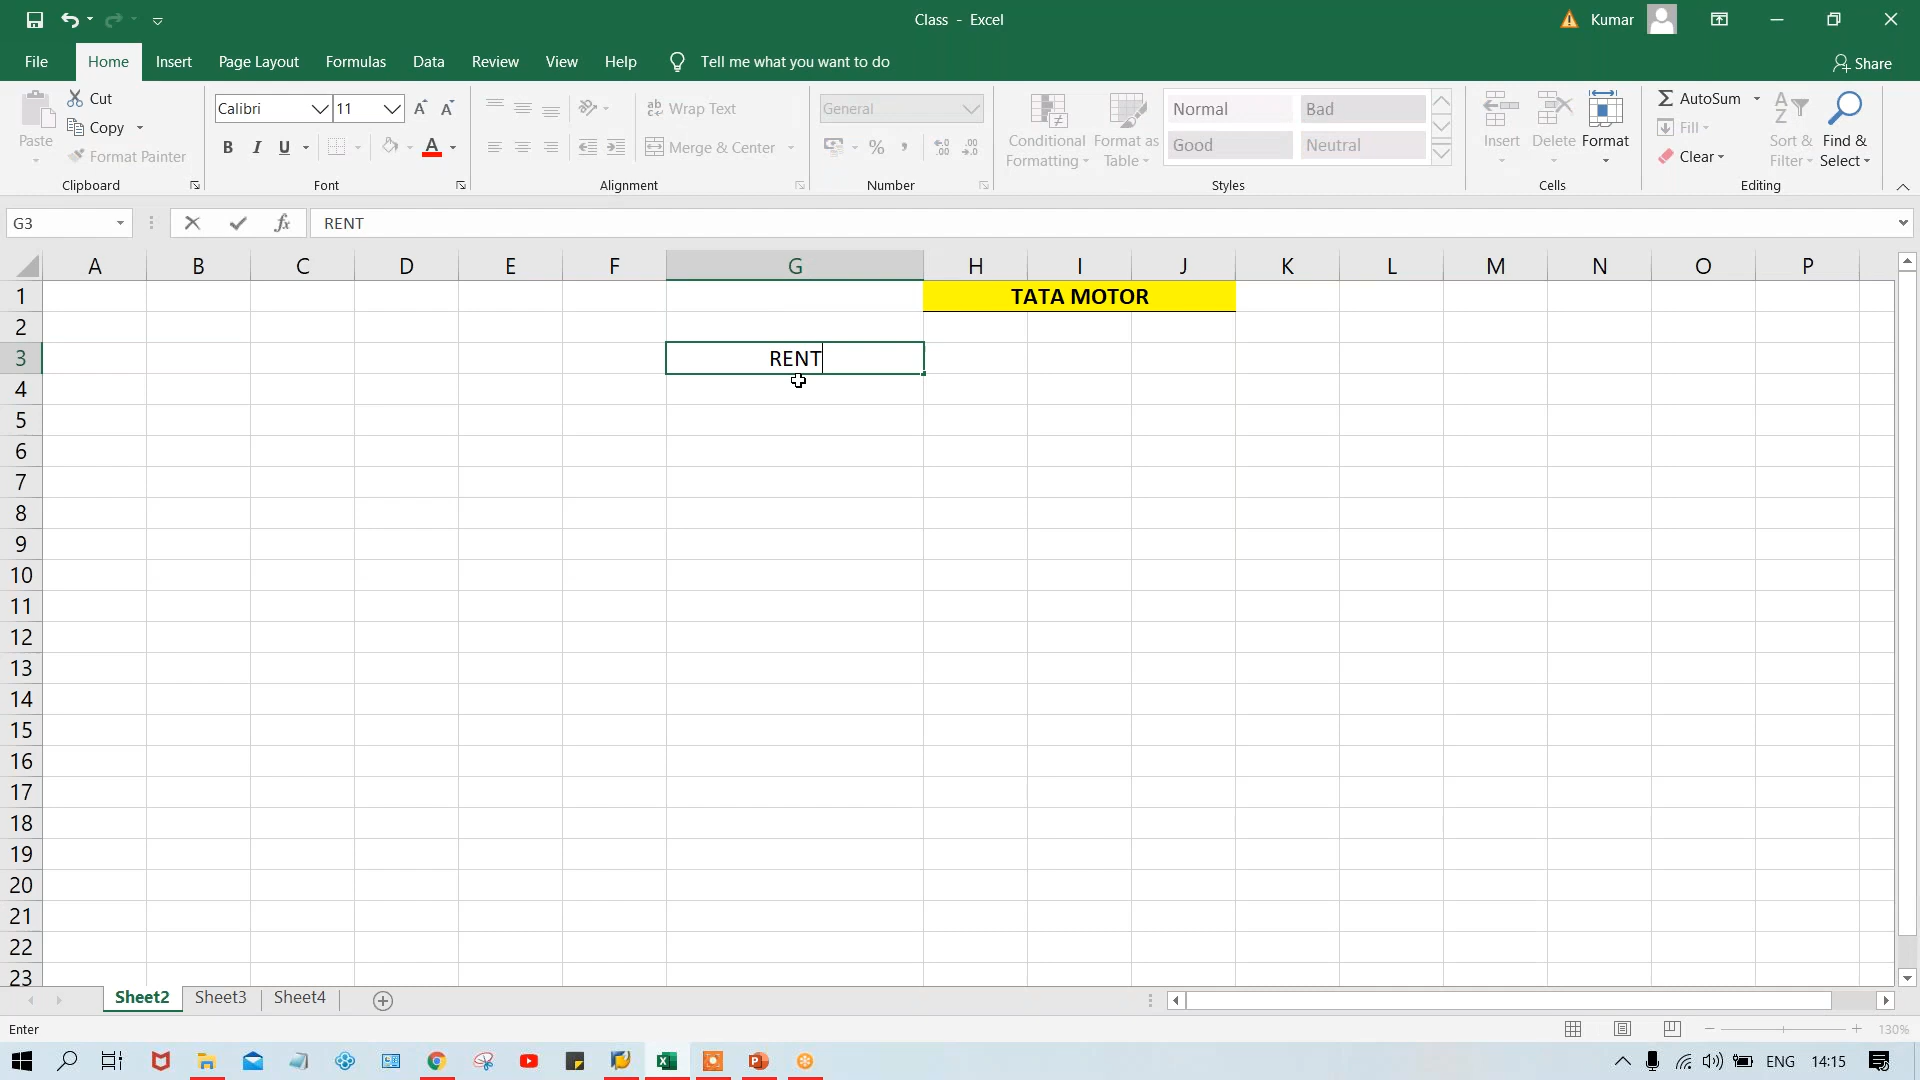 Class - Excel
Kumar
File
Home
Insert
Page Layout
Formulas
Data
Review
View
Help
Tell me what you want to do
Share
Paste
Cut
Copy
Format Painter
Clipboard
Calibri
11
B I U
Font
Wrap Text
Merge & Center
Alignment
General
Number
Conditional
Formatting
Format as
Table
Normal
Bad
Good
Neutral
Styles
Insert
Delete
Format
Cells
AutoSum
Fill
Clear
Sort &
Filter
Find &
Select
Editing
G3
fx
RENT
A B C D E F G H I J K L M N O P
1
TATA MOTOR
2
3
RENT
4
5
6
7
8
9
10
11
12
13
14
15
16
17
18
19
20
21
22
23
Sheet2
Sheet3
Sheet4
Enter
130%
ENG
14:15